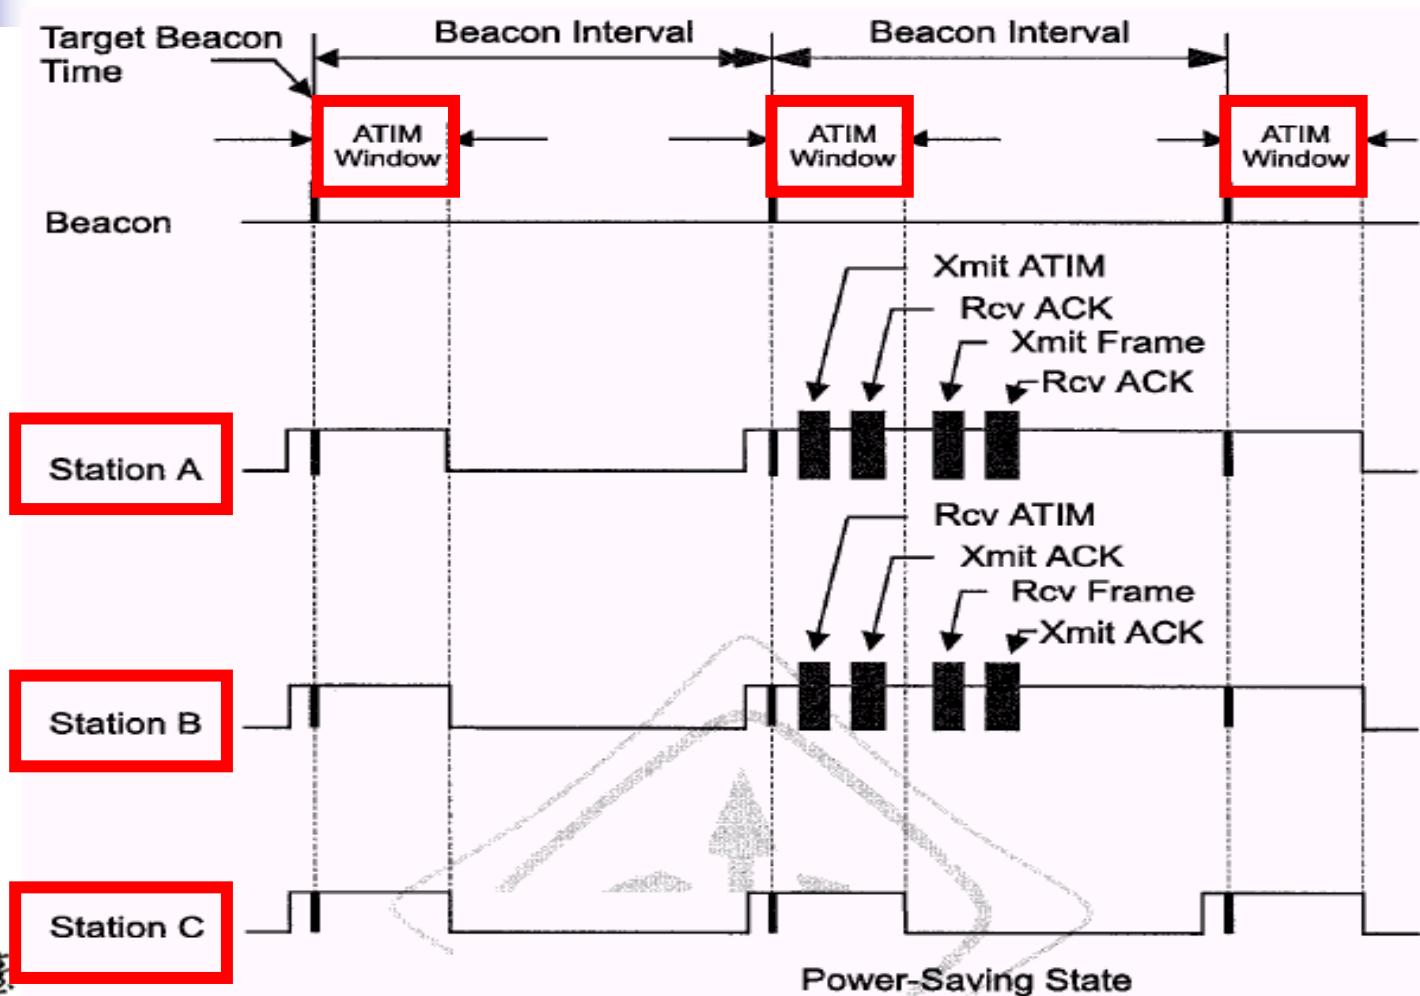 Target Beacon
Time
Beacon Interval
Beacon Interval
ATIM
Window
ATIM
Window
ATIM
Window
Beacon
Xmit ATIM
Rcv ACK
Xmit Frame
Rcv ACK
Station A
Rcv ATIM
Xmit ACK
Rcv Frame
Xmit ACK
Station B
Station C
Power-Saving State